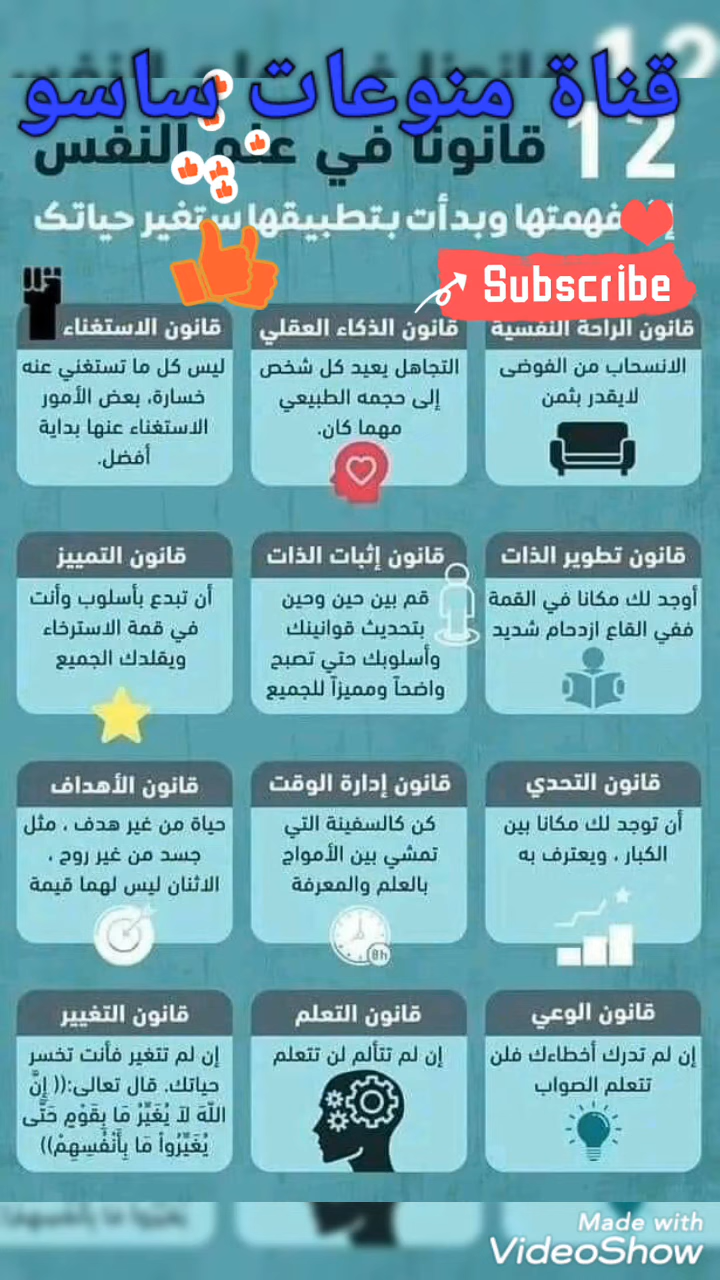 قناة منوعات ساسو
12 قانونا في علم النفس
فهمتها وبدأت بتطبيقها ستغير حياتك
Subscribe
قانون الراحة النفسية
الانسحاب من الفوضى
لايقدر بثمن
قانون الذكاء العقلي
التجاهل يعيد كل شخص
إلى حجمه الطبيعي
مهما كان.
قانون الاستغناء
ليس كل ما تستغني عنه
خسارة، بعض الأمور
الاستغناء عنها بداية
أفضل.
قانون تطوير الذات
أوجد لك مكانا في القمة
ففي القاع ازدحام شديد
قانون إثبات الذات
قم بين حين وحين
بتحديث قوانينك
وأسلوبك حتي تصبح
واضحاً ومميزاً للجميع
قانون التمييز
أن تبدع بأسلوب وأنت
في قمة الاسترخاء
ويقلدك الجميع
قانون التحدي
أن توجد لك مكانا بين
الكبار ، ويعترف به
قانون إدارة الوقت
كن كالسفينة التي
تمشي بين الأمواج
بالعلم والمعرفة
8h
قانون الأهداف
حياة من غير هدف ، مثل
جسد من غير روح ،
الاثنان ليس لهما قيمة
قانون الوعي
إن لم تدرك أخطاءك فلن
تتعلم الصواب
قانون التعلم
إن لم تتألم لن تتعلم
قانون التغيير
إن لم تتغير فأنت تخسر
حياتك. قال تعالى:(( إِنَّ
اللّهَ لاَ يُغَيِّرُ مَا بِقَوْمٍ حَتَّى
يُغَيِّرُواْ مَا بِأَنْفُسِهِمْ))
Made with
VideoShow